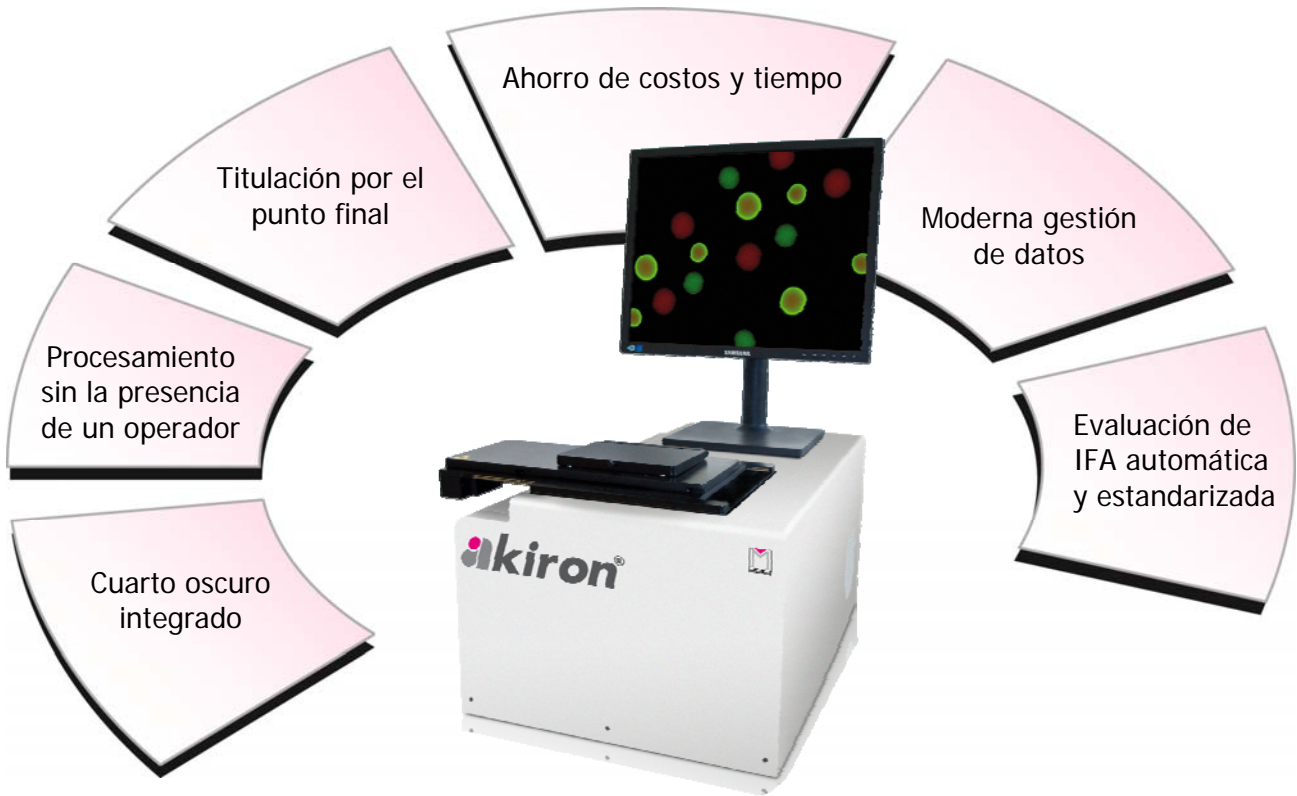 Ahorro de costos y tiempo
Titulación por el
punto final
Moderna gestión
de datos
Procesamiento
sin la presencia
de un operador
Evaluación de
IFA automática
y estandarizada
Cuarto oscuro
integrado
SAMSUNG
akiron®